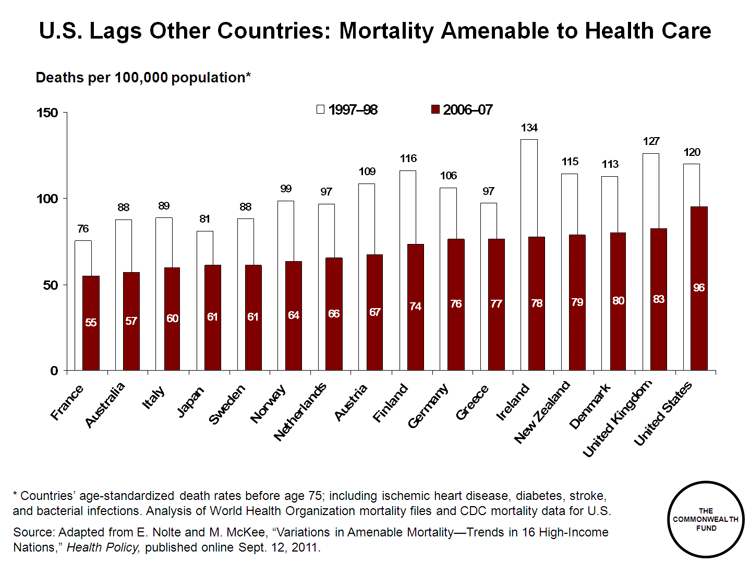 U.S. Lags Other Countries: Mortality Amenable to Health Care
Deaths per 100,000 population*
1997–98
2006–07
150
100
50
0
76
88
89
81
88
99
97
109
116
106
97
134
115
113
127
120
55
57
60
61
61
64
66
67
74
76
77
78
79
80
83
96
France
Australia
Italy
Japan
Sweden
Norway
Netherlands
Austria
Finland
Germany
Greece
Ireland
New Zealand
Denmark
United Kingdom
United States
* Countries’ age-standardized death rates before age 75; including ischemic heart disease, diabetes, stroke,
and bacterial infections. Analysis of World Health Organization mortality files and CDC mortality data for U.S.
Source: Adapted from E. Nolte and M. McKee, “Variations in Amenable Mortality—Trends in 16 High-Income
Nations,” Health Policy, published online Sept. 12, 2011.
THE
COMMONWEALTH
FUND